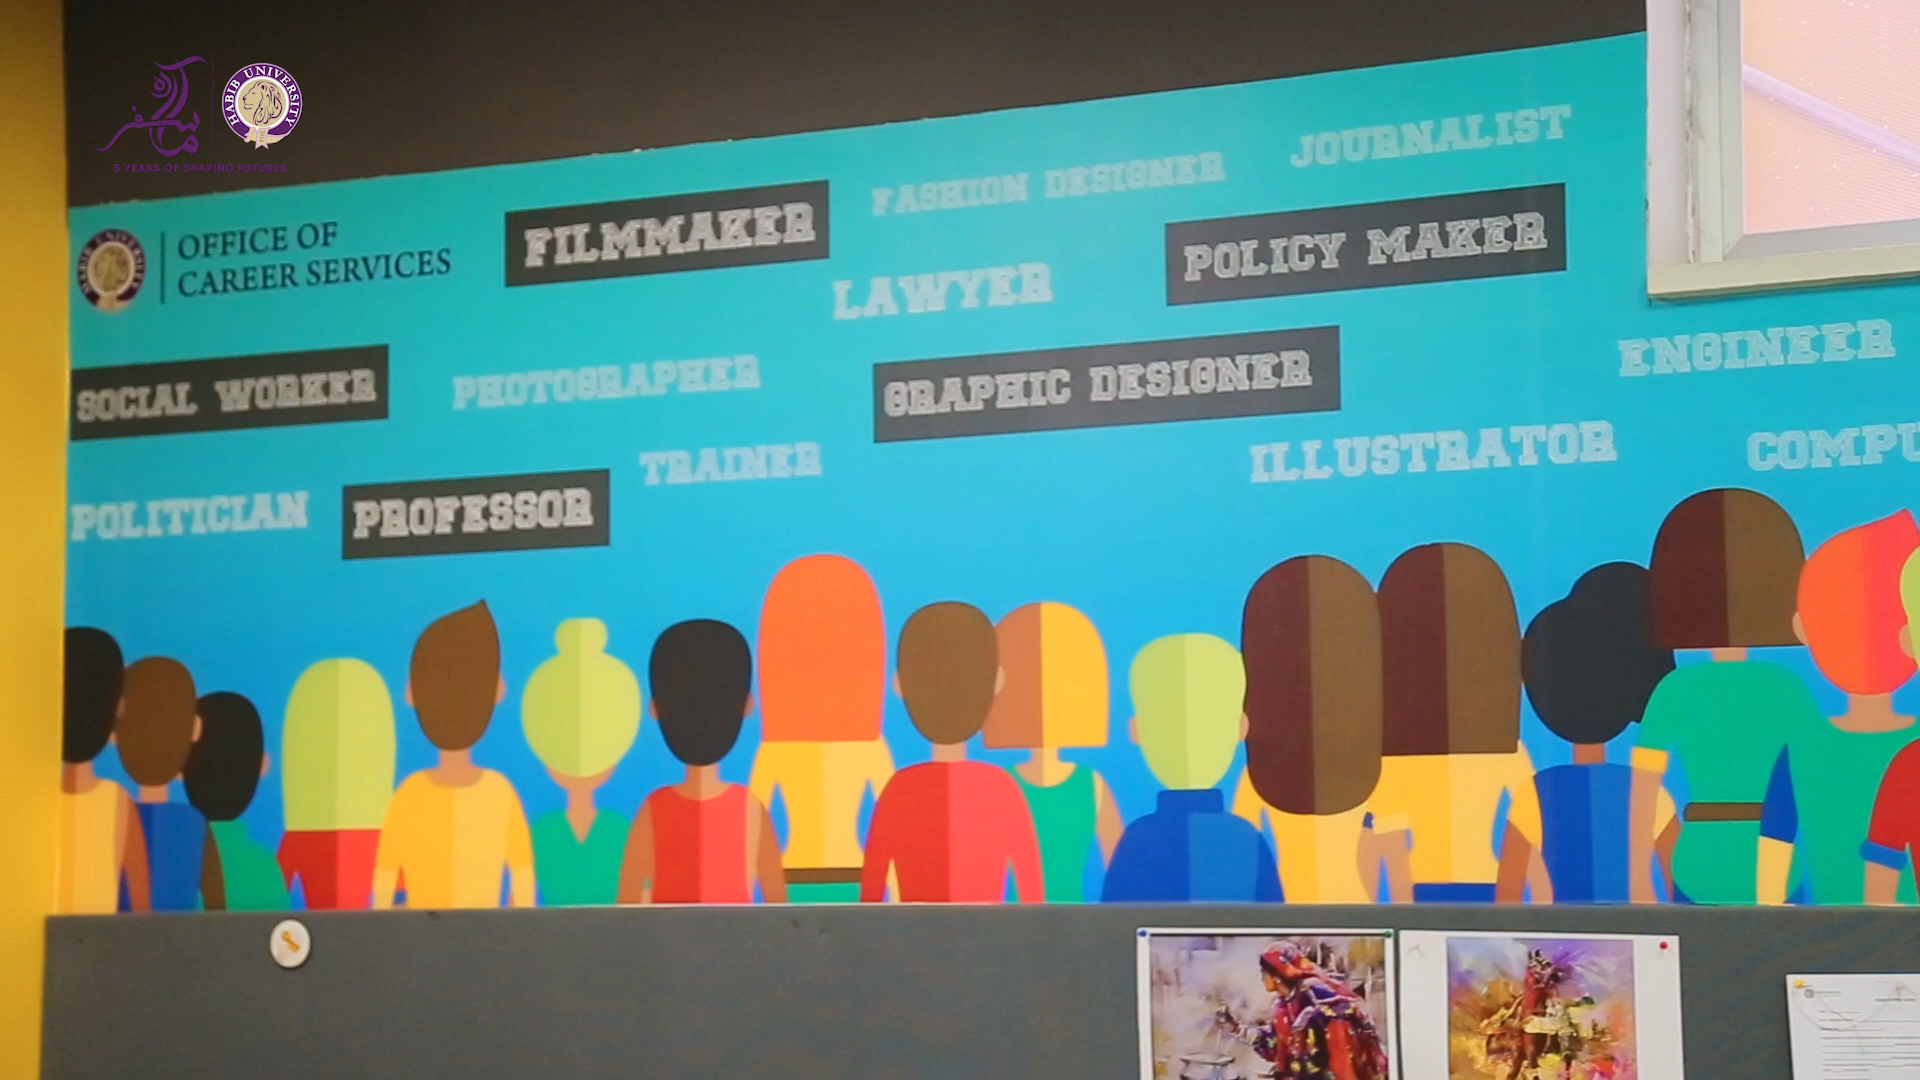 HABIB UNIVERSITY
5 YEARS OF SHAPING FUTURES
JOURNALIST
FASHION DESIGNER
FILMMAKER
OFFICE OF
CAREER SERVICES
POLICY MAKER
LAWYER
ENGINEER
SOCIAL WORKER
PHOTOGRAPHER
GRAPHIC DESIGNER
TRAINER
ILLUSTRATOR
COMPU
POLITICIAN
PROFESSOR